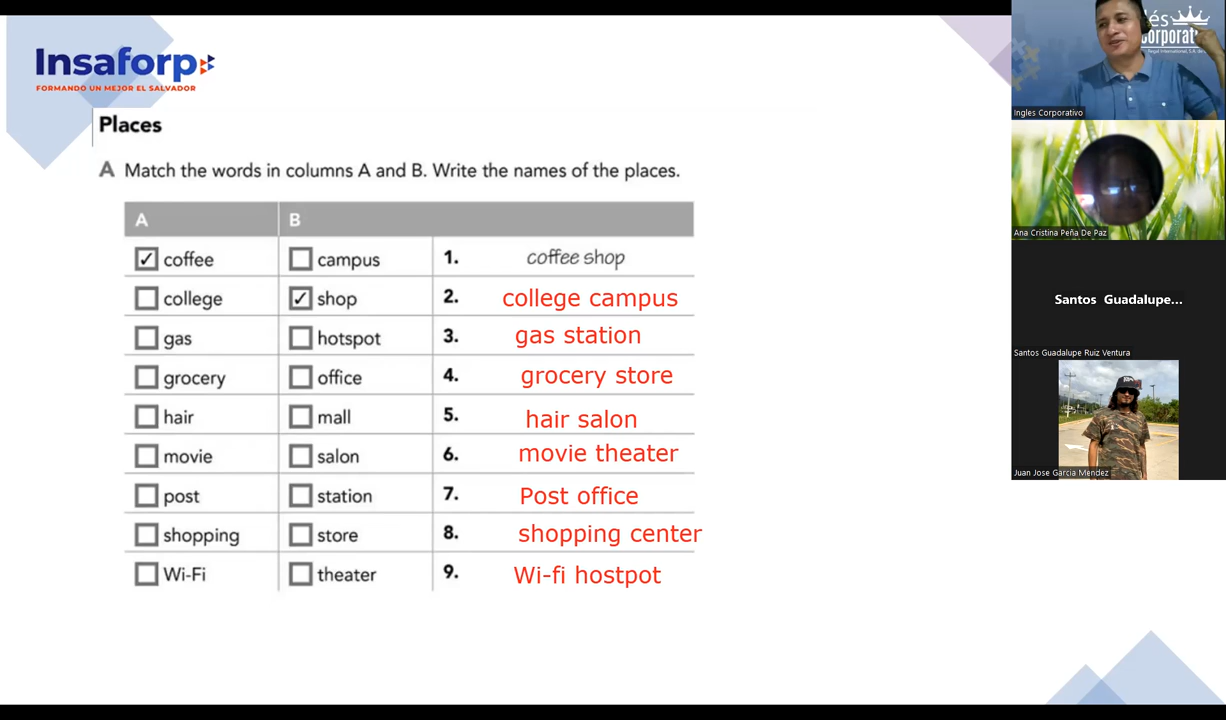 Insaforp
FORMANDO UN MEJOR EL SALVADOR
Places
A Match the words in columns A and B. Write the names of the places.
A B
✓ coffee campus 1. coffee shop
college ✓ shop 2. college campus
gas hotspot 3. gas station
grocery office 4. grocery store
hair mall 5. hair salon
movie salon 6. movie theater
post station 7. Post office
shopping store 8. shopping center
Wi-Fi theater 9. Wi-fi hostpot
és
Corporat
Ingles Corporativo
Ana Cristina Peña De Paz
Santos Guadalupe...
Santos Guadalupe Ruiz Ventura
Juan Jose Garcia Mendez